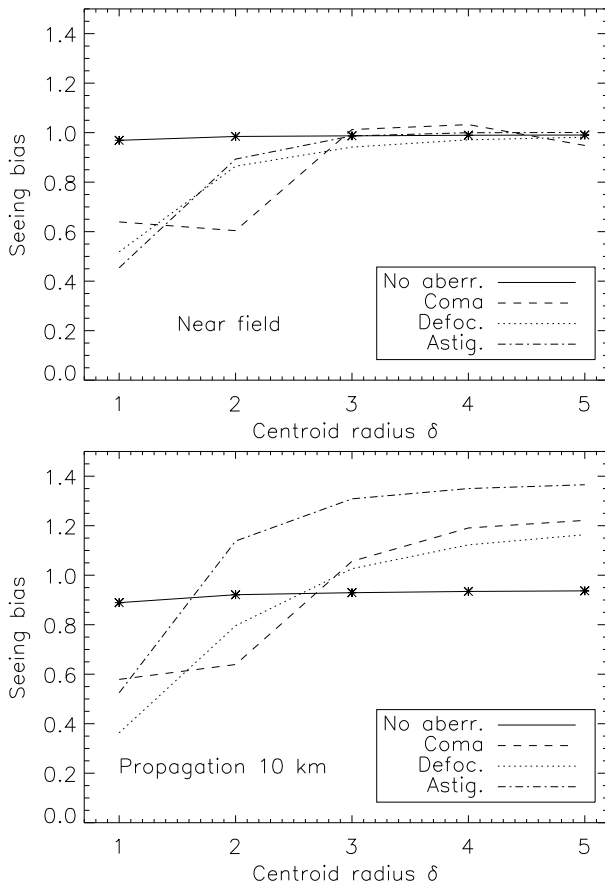 1.4
1.2
1.0
0.8
0.6
0.4
0.2
0.0
Seeing bias
Near field
No aberr.
Coma
Defoc.
Astig.
1 2 3 4 5
Centroid radius δ
1.4
1.2
1.0
0.8
0.6
0.4
0.2
0.0
Seeing bias
Propagation 10 km
No aberr.
Coma
Defoc.
Astig.
1 2 3 4 5
Centroid radius δ